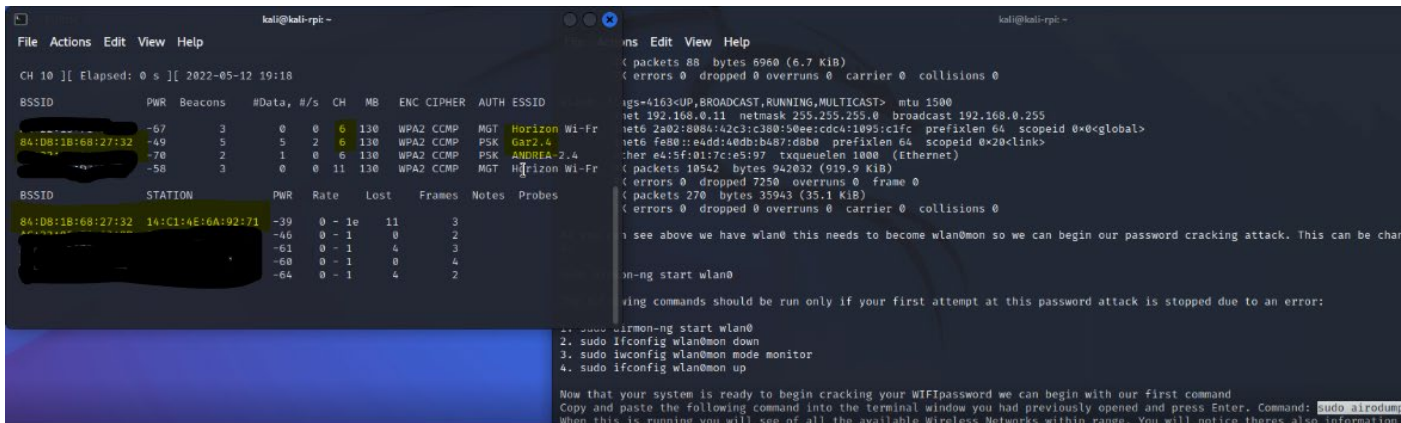 kali@kali-rpi: ~
File Actions Edit View Help
CH 10 ][ Elapsed: 0 s ][ 2022-05-12 19:18
BSSID PWR Beacons #Data, #/s CH MB ENC CIPHER AUTH ESSID
-67 3 0 0 6 130 WPA2 CCMP MGT Horizon Wi-Fr
84:D8:1B:68:27:32 -49 5 5 2 6 130 WPA2 CCMP PSK Gar2.4
-70 2 1 0 6 130 WPA2 CCMP PSK ANDREA-2.4
-58 3 0 0 11 130 WPA2 CCMP MGT Horizon Wi-Fr
BSSID STATION PWR Rate Lost Frames Notes Probes
84:D8:1B:68:27:32 14:C1:4E:6A:92:71 -39 0 - 1e 11 3
-46 0 - 1 0 2
-61 0 - 1 4 3
-60 0 - 1 0 4
-64 0 - 1 4 2
kali@kali-rpi: ~
ons Edit View Help
packets 88 bytes 6960 (6.7 KiB)
errors 0 dropped 0 overruns 0 carrier 0 collisions 0
ags=4163<UP,BROADCAST,RUNNING,MULTICAST> mtu 1500
net 192.168.0.11 netmask 255.255.255.0 broadcast 192.168.0.255
net6 2a02:8084:42c3:c380:50ee:cdc4:1095:c1fc prefixlen 64 scopeid 0×0<global>
net6 fe80::e4dd:40db:b487:d8b0 prefixlen 64 scopeid 0×20<link>
ther e4:5f:01:7c:e5:97 txqueuelen 1000 (Ethernet)
packets 10542 bytes 942032 (919.9 KiB)
errors 0 dropped 7250 overruns 0 frame 0
packets 270 bytes 35943 (35.1 KiB)
errors 0 dropped 0 overruns 0 carrier 0 collisions 0
see above we have wlan0 this needs to become wlan0mon so we can begin our password cracking attack. This can be char
on-ng start wlan0
wing commands should be run only if your first attempt at this password attack is stopped due to an error:
1. sudo airmon-ng start wlan0
2. sudo Ifconfig wlan0mon down
3. sudo iwconfig wlan0mon mode monitor
4. sudo ifconfig wlan0mon up
Now that your system is ready to begin cracking your WIFIpassword we can begin with our first command
Copy and paste the following command into the terminal window you had previously opened and press Enter. Command: sudo airodump
When this is running you will see of all the available Wireless Networks within range. You will notice theres also information